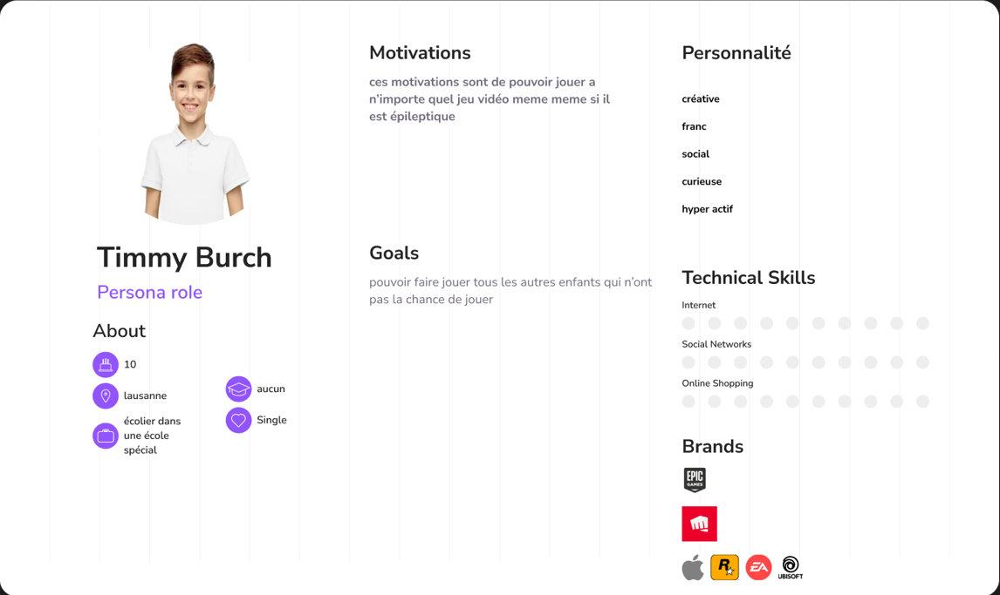 Timmy Burch
Persona role
About
10
lausanne
écolier dans
une école
spécial
aucun
Single
Motivations
ces motivations sont de pouvoir jouer a
n'importe quel jeu vidéo meme meme si il
est épileptique
Goals
pouvoir faire jouer tous les autres enfants qui n'ont
pas la chance de jouer
Personnalité
créative
franc
social
curieuse
hyper actif
Technical Skills
Internet
Social Networks
Online Shopping
Brands
EPIC
GAMES
R
EA
UBISOFT